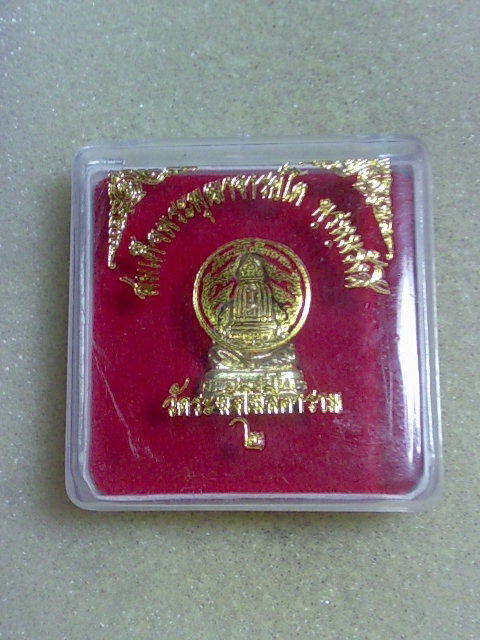 สมเด็จพระพุฒาจารย์โต พรหมรังสี
วัดระฆังโฆสิตาราม
๒